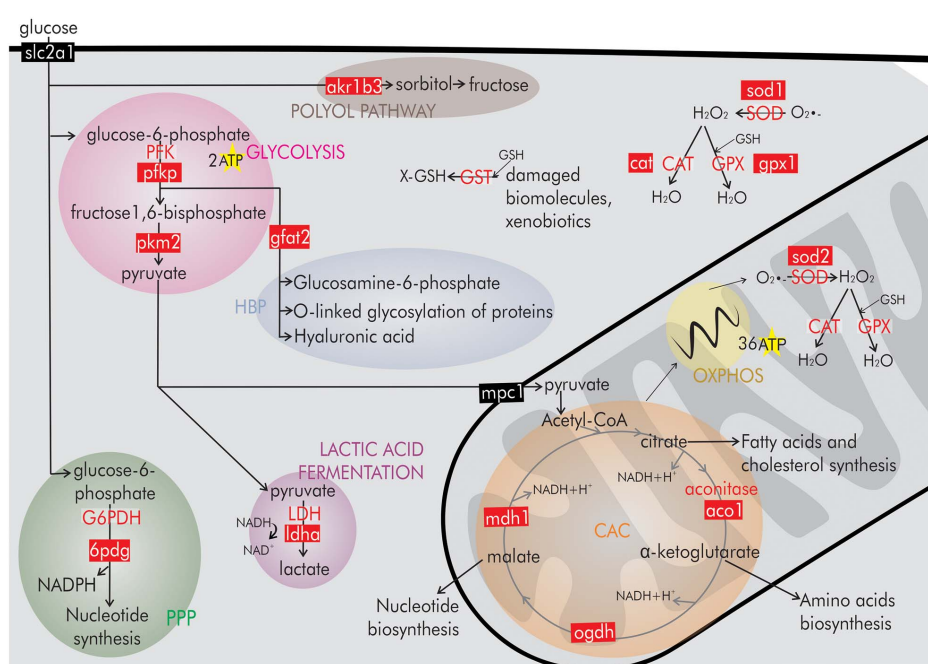 glucose
slc2a1
akr1b3 sorbitol fructose
POLYOL PATHWAY
glucose-6-phosphate
PFK
2ATP
GLYCOLYSIS
pfkp
fructose1,6-bisphosphate
pkm2
pyruvate
gfat2
HBP
Glucosamine-6-phosphate
O-linked glycosylation of proteins
Hyaluronic acid
X-GSH GST GSH
damaged
biomolecules,
xenobiotics
sod1
H₂O₂ SOD O₂•-
GSH
cat CAT GPX gpx1
H₂O H₂O
sod2
O₂•- SOD H₂O₂
GSH
CAT GPX
H₂O H₂O
36ATP
OXPHOS
mpc1 pyruvate
Acetyl-CoA
citrate
Fatty acids and
cholesterol synthesis
NADH+H⁺
NADH+H⁺
aconitase
aco1
mdh1
CAC
malate
α-ketoglutarate
NADH+H⁺
ogdh
Nucleotide
biosynthesis
Amino acids
biosynthesis
LACTIC ACID
FERMENTATION
pyruvate
LDH
NADH
ldha
NAD⁺
lactate
glucose-6-
phosphate
G6PDH
6pdg
NADPH
Nucleotide
synthesis
PPP